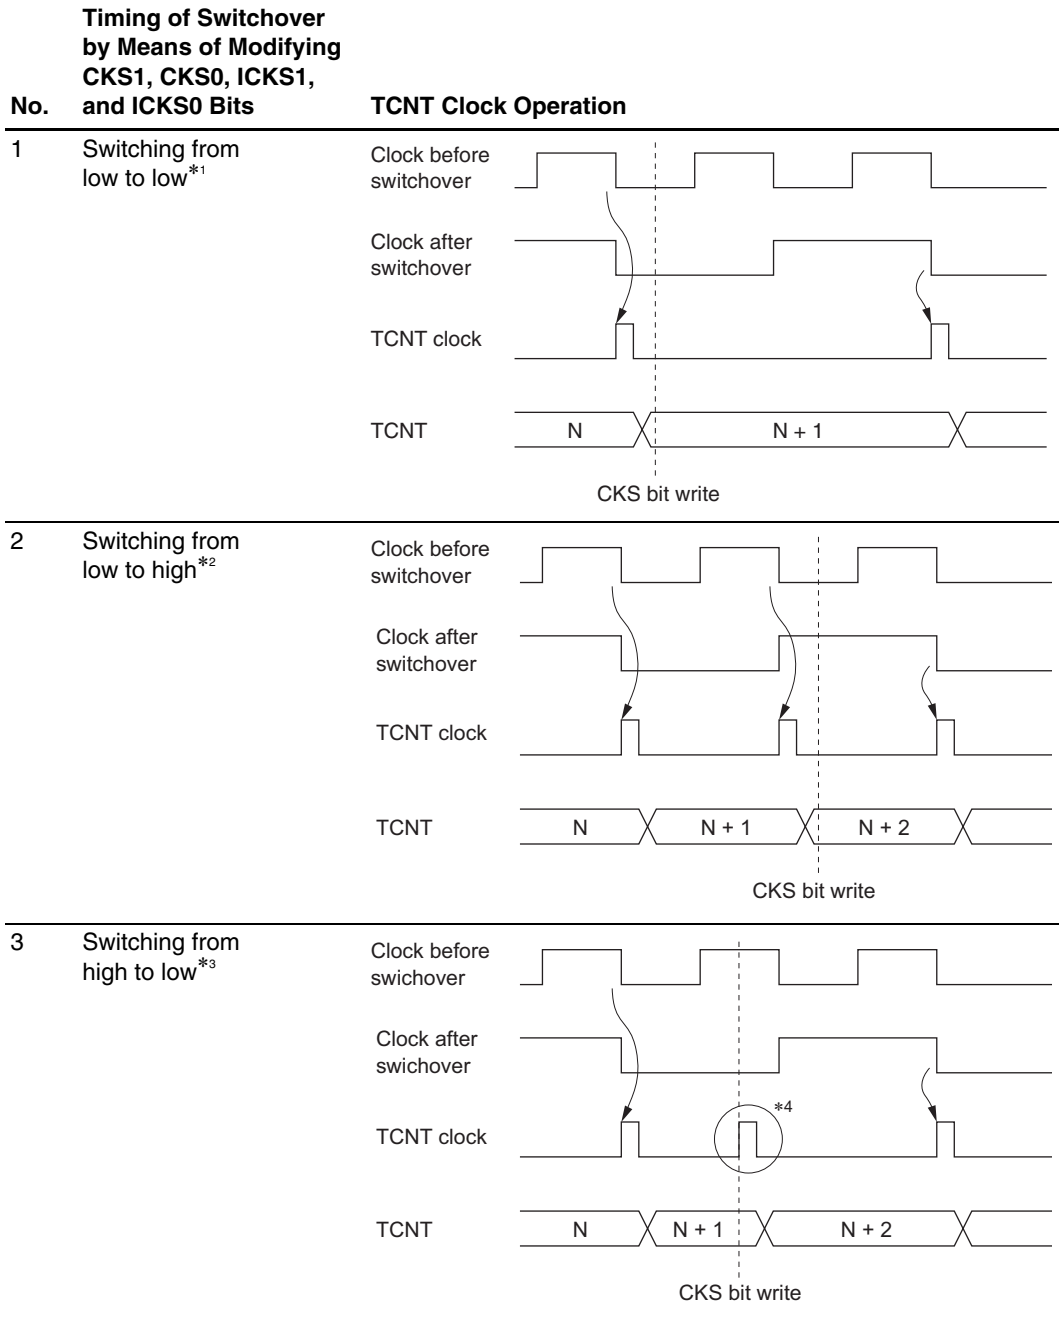 Timing of Switchover
by Means of Modifying
CKS1, CKS0, ICKS1,
No. and ICKS0 Bits TCNT Clock Operation
1 Switching from
low to low*1
Clock before
switchover
Clock after
switchover
TCNT clock
TCNT N N + 1
CKS bit write
2 Switching from
low to high*2
Clock before
switchover
Clock after
switchover
TCNT clock
TCNT N N + 1 N + 2
CKS bit write
3 Switching from
high to low*3
Clock before
swichover
Clock after
swichover
*4
TCNT clock
TCNT N N + 1 N + 2
CKS bit write